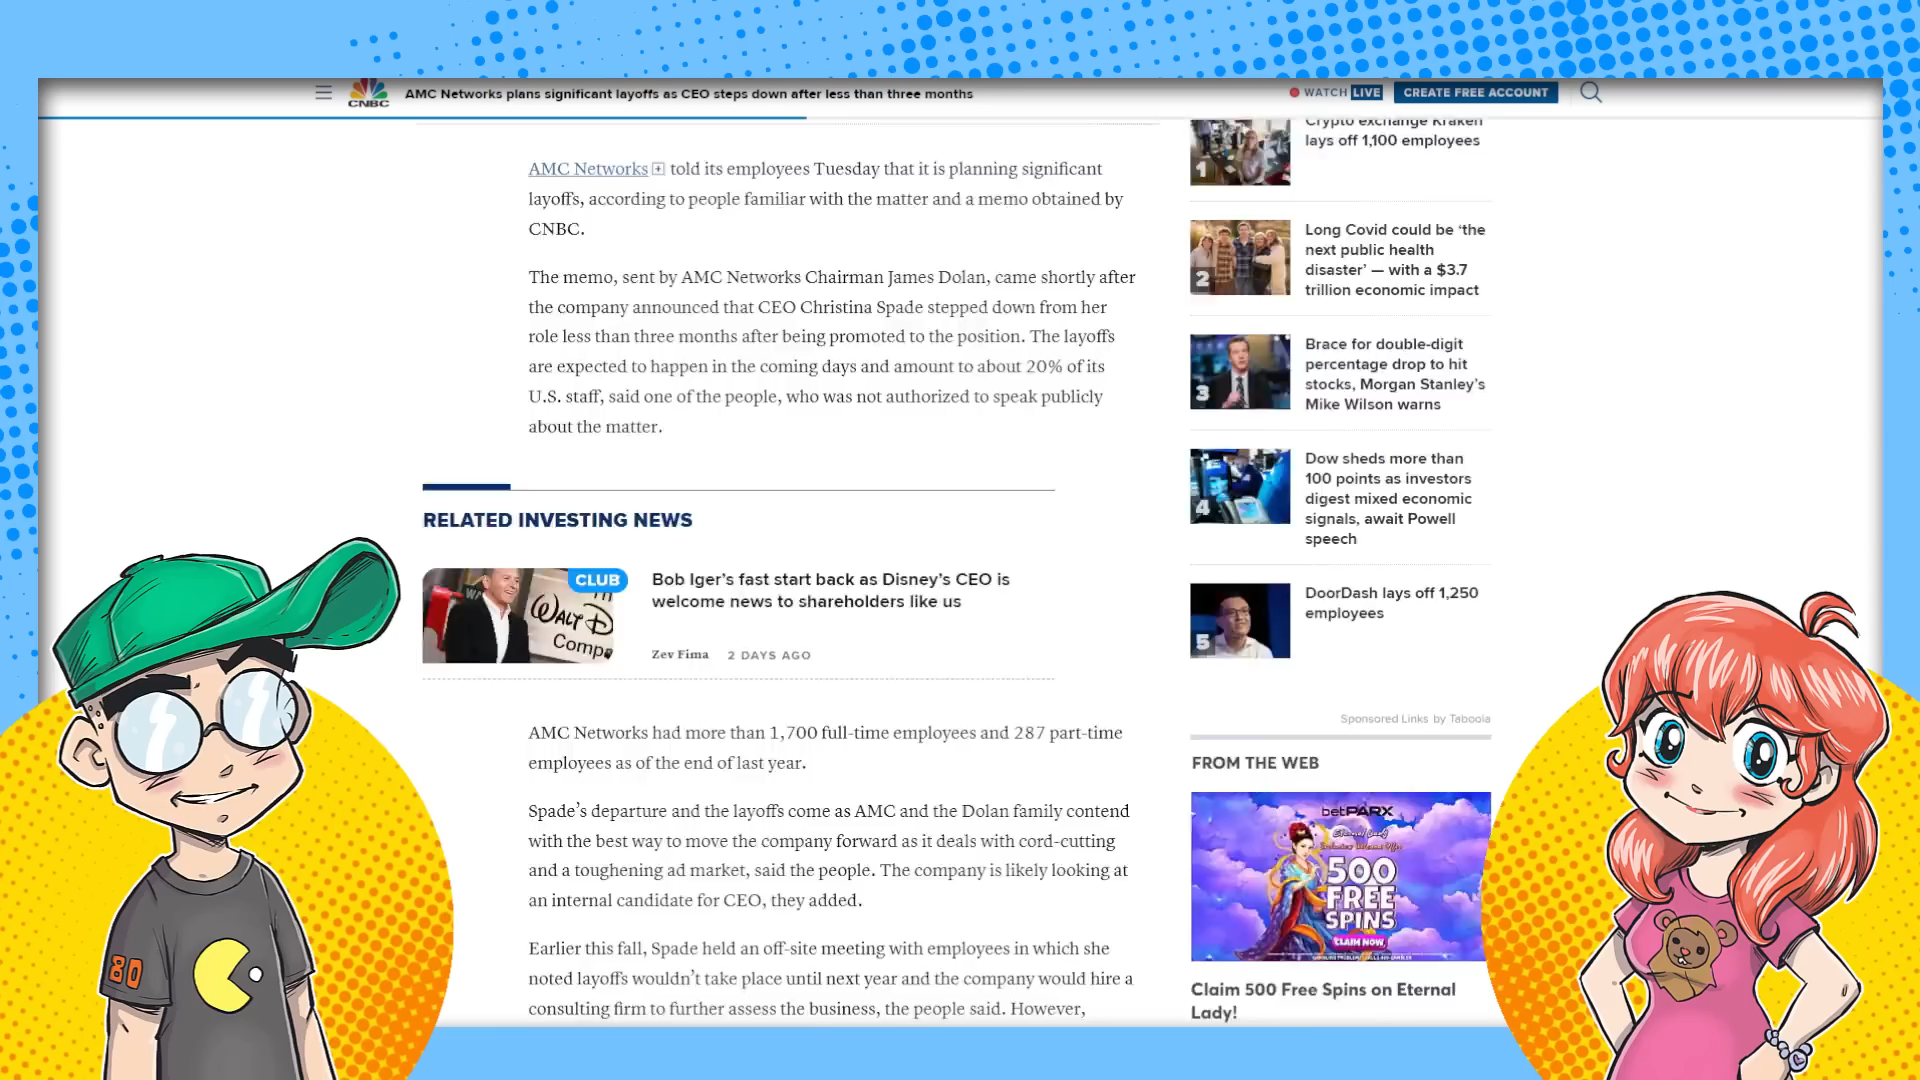 CNBC
AMC Networks plans significant layoffs as CEO steps down after less than three months
WATCH LIVE
CREATE FREE ACCOUNT
AMC Networks told its employees Tuesday that it is planning significant
layoffs, according to people familiar with the matter and a memo obtained by
CNBC.
The memo, sent by AMC Networks Chairman James Dolan, came shortly after
the company announced that CEO Christina Spade stepped down from her
role less than three months after being promoted to the position. The layoffs
are expected to happen in the coming days and amount to about 20% of its
U.S. staff, said one of the people, who was not authorized to speak publicly
about the matter.
RELATED INVESTING NEWS
CLUB
WALT D
Comp
Bob Iger’s fast start back as Disney’s CEO is
welcome news to shareholders like us
Zev Fima 2 DAYS AGO
AMC Networks had more than 1,700 full-time employees and 287 part-time
employees as of the end of last year.
Spade’s departure and the layoffs come as AMC and the Dolan family contend
with the best way to move the company forward as it deals with cord-cutting
and a toughening ad market, said the people. The company is likely looking at
an internal candidate for CEO, they added.
Earlier this fall, Spade held an off-site meeting with employees in which she
noted layoffs wouldn’t take place until next year and the company would hire a
consulting firm to further assess the business, the people said. However,
1
Crypto exchange Kraken
lays off 1,100 employees
2
Long Covid could be ‘the
next public health
disaster’ — with a $3.7
trillion economic impact
3
Brace for double-digit
percentage drop to hit
stocks, Morgan Stanley’s
Mike Wilson warns
4
Dow sheds more than
100 points as investors
digest mixed economic
signals, await Powell
speech
5
DoorDash lays off 1,250
employees
Sponsored Links by Taboola
FROM THE WEB
betPARX
Eternal Lady
500
FREE
SPINS
CLAIM NOW
Claim 500 Free Spins on Eternal
Lady!
80